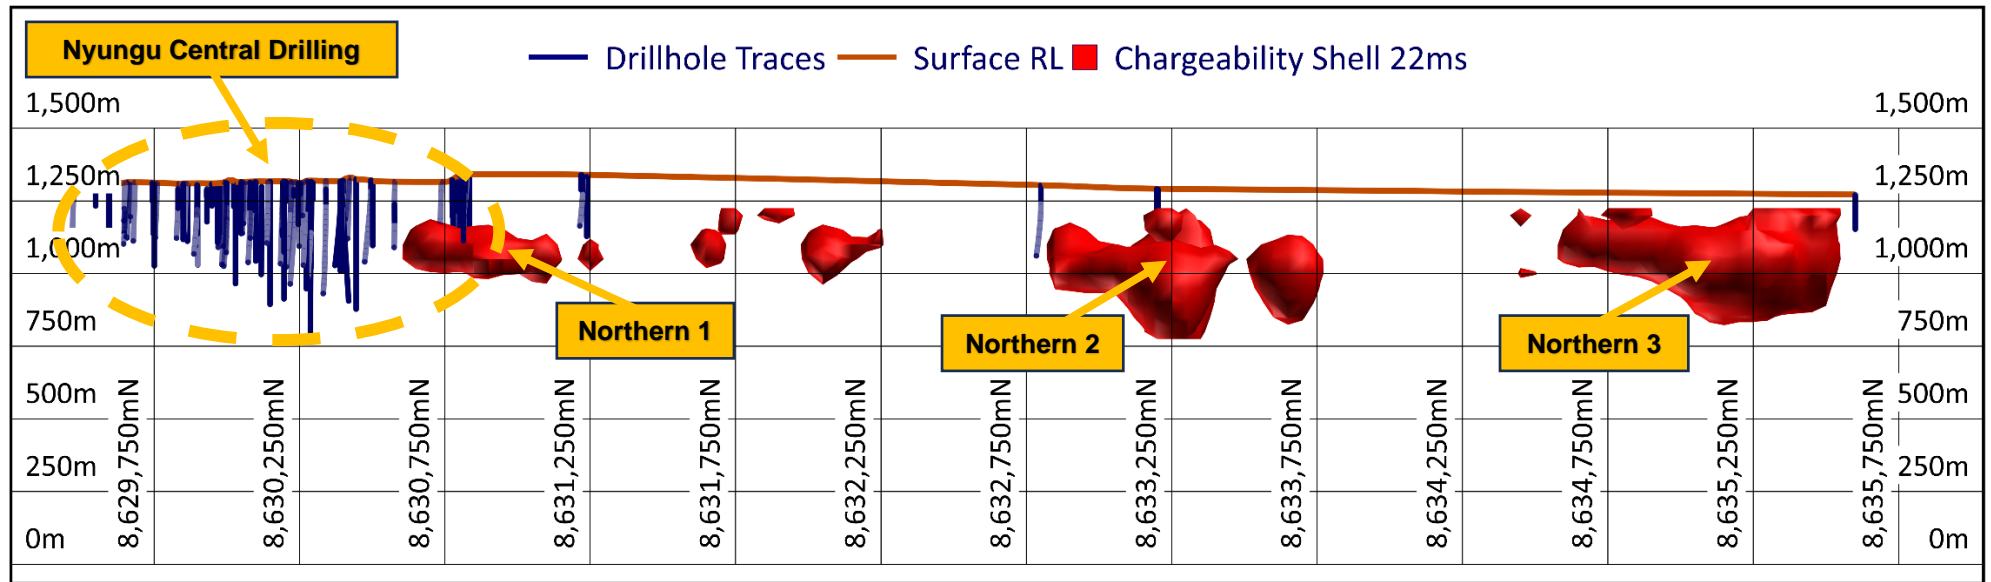 Nyungu Central Drilling
Drillhole Traces
Surface RL
Chargeability Shell 22ms
1,500m
1,500m
1,250m
1,250m
1,000m
1,000m
750m
750m
Northern 1
Northern 2
Northern 3
500m
500m
250m
250m
0m
0m
8,629,750mN
8,630,250mN
8,630,750mN
8,631,250mN
8,631,750mN
8,632,250mN
8,632,750mN
8,633,250mN
8,633,750mN
8,634,250mN
8,634,750mN
8,635,250mN
8,635,750mN